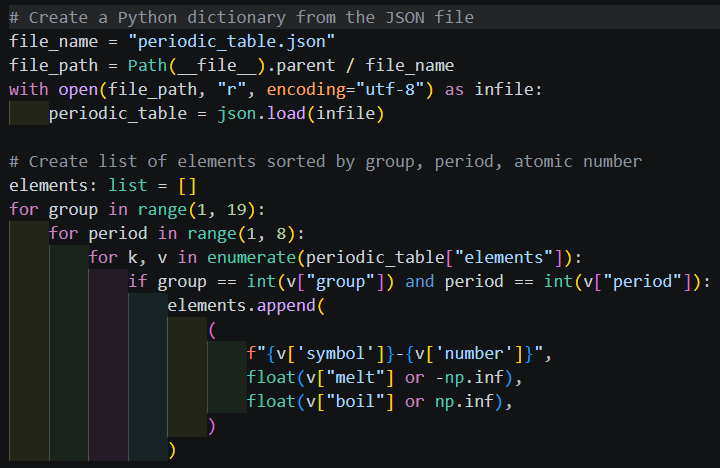 # Create a Python dictionary from the JSON file
file_name = "periodic_table.json"
file_path = Path(__file__).parent / file_name
with open(file_path, "r", encoding="utf-8") as infile:
    periodic_table = json.load(infile)

# Create list of elements sorted by group, period, atomic number
elements: list = []
for group in range(1, 19):
    for period in range(1, 8):
        for k, v in enumerate(periodic_table["elements"]):
            if group == int(v["group"]) and period == int(v["period"]):
                elements.append(
                    (
                        f"{v['symbol']}-{v['number']}",
                        float(v["melt"] or -np.inf),
                        float(v["boil"] or np.inf),
                    )
                )